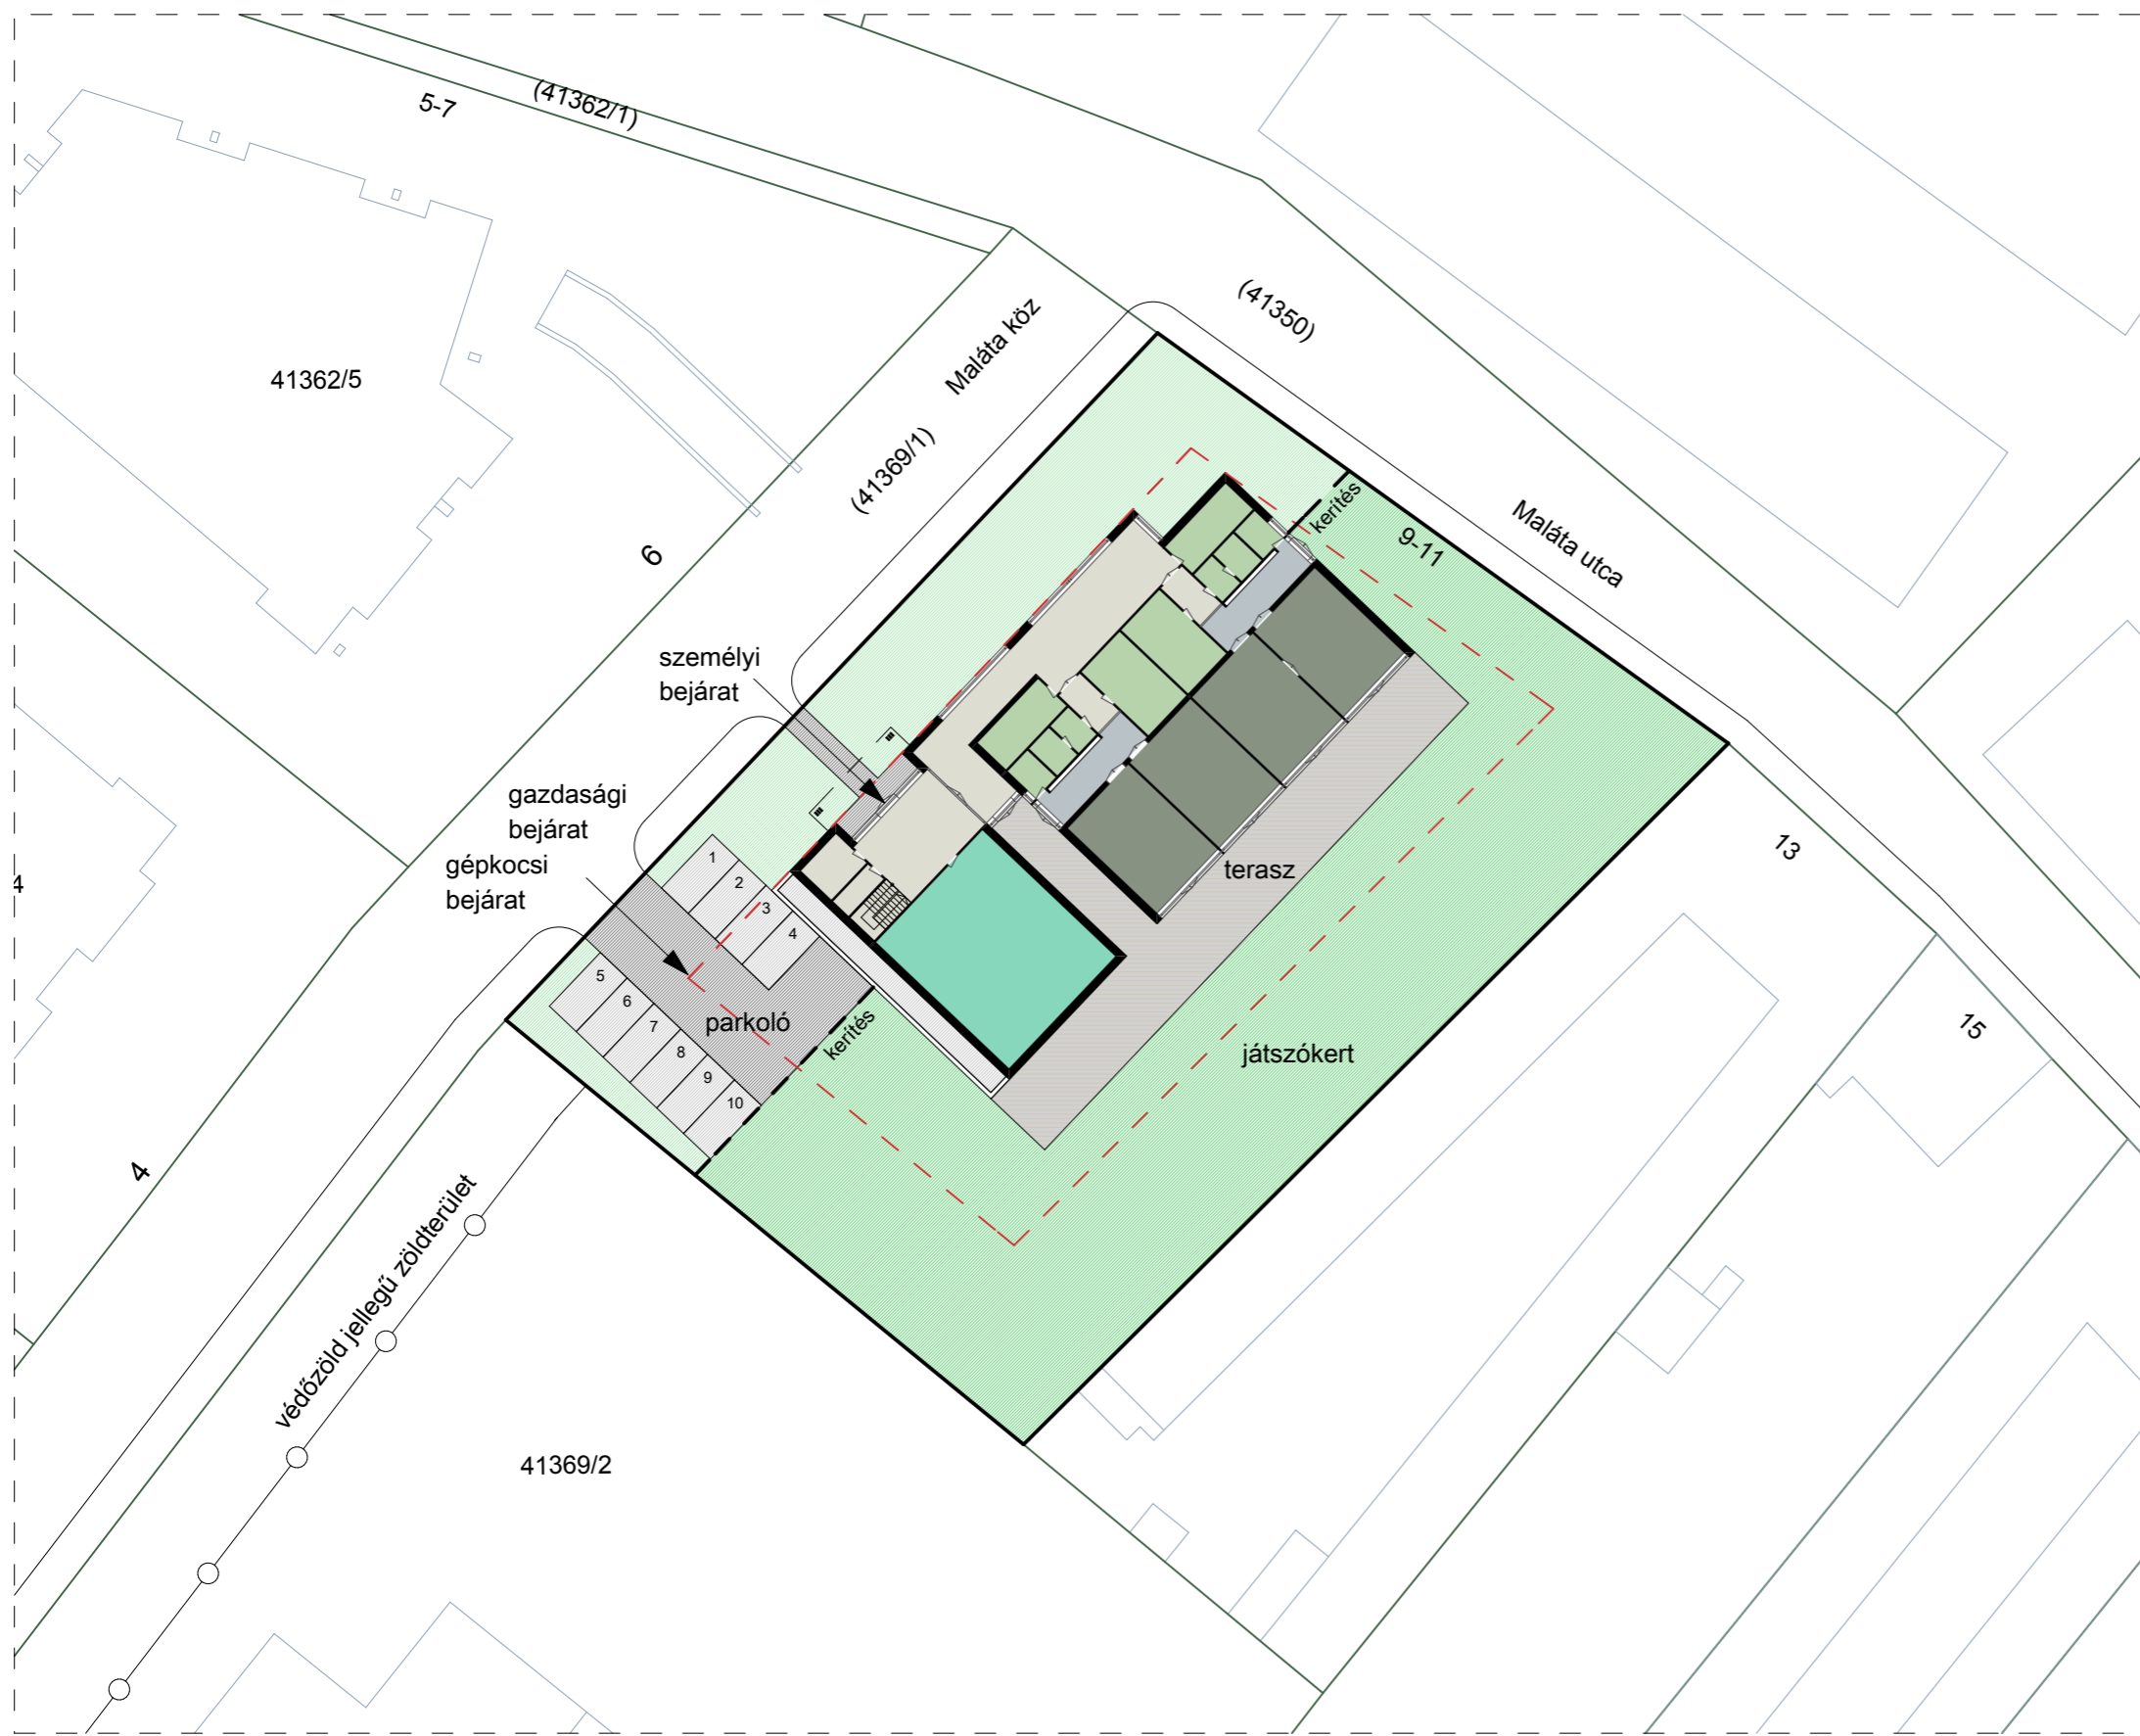 5-7
(41362/1)
(41350)
Maláta köz
41362/5
(41369/1)
kerítés
9-11
Maláta utca
6
személyi
bejárat
gazdasági
bejárat
gépkocsi
bejárat
1
2
3
4
terasz
13
4
5
6
7
8
9
10
parkoló
kerítés
játszókert
15
4
védőzöld jellegű zöldterület
41369/2